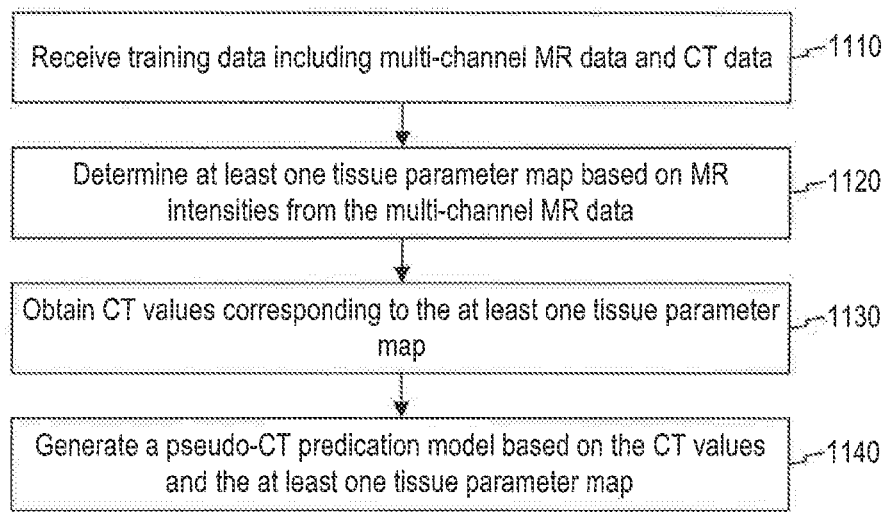 Receive training data including multi-channel MR data and CT data
1110
Determine at least one tissue parameter map based on MR
intensities from the multi-channel MR data
1120
Obtain CT values corresponding to the at least one tissue parameter
map
1130
Generate a pseudo-CT predication model based on the CT values
and the at least one tissue parameter map
1140